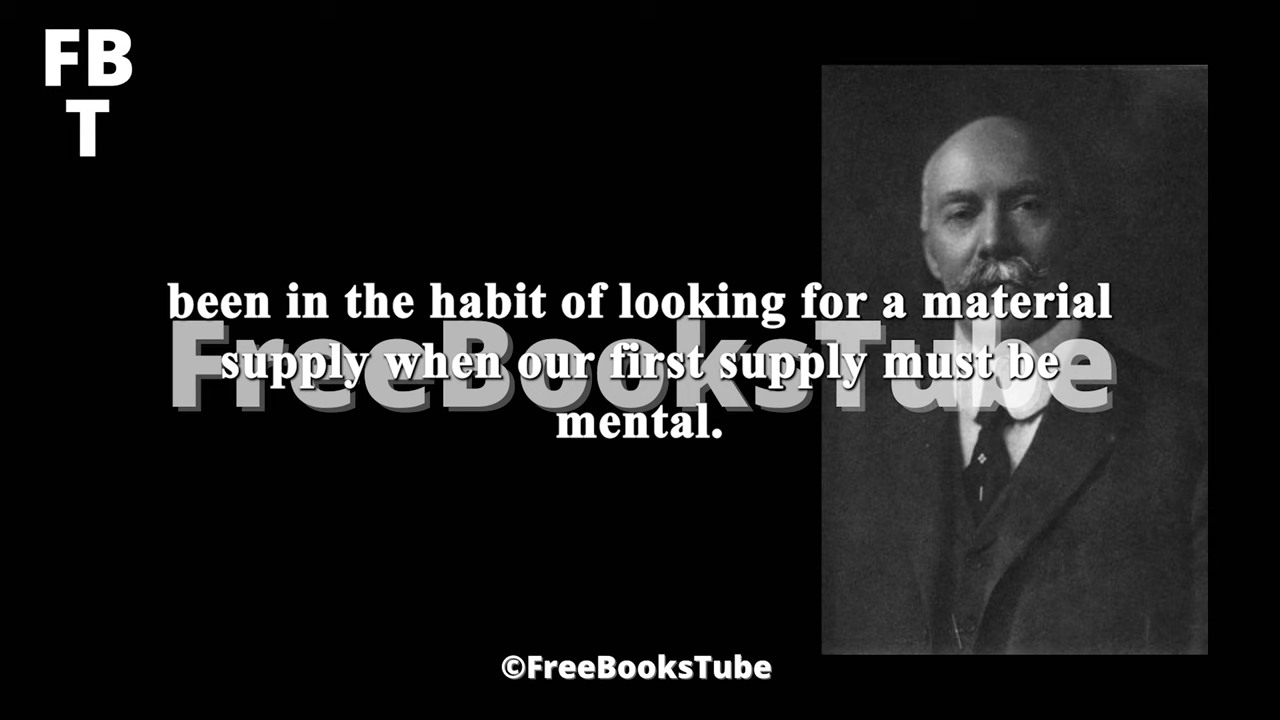 FB
T
been in the habit of looking for a material
FreeBooksTube
supply when our first supply must be
mental.
©FreeBooksTube